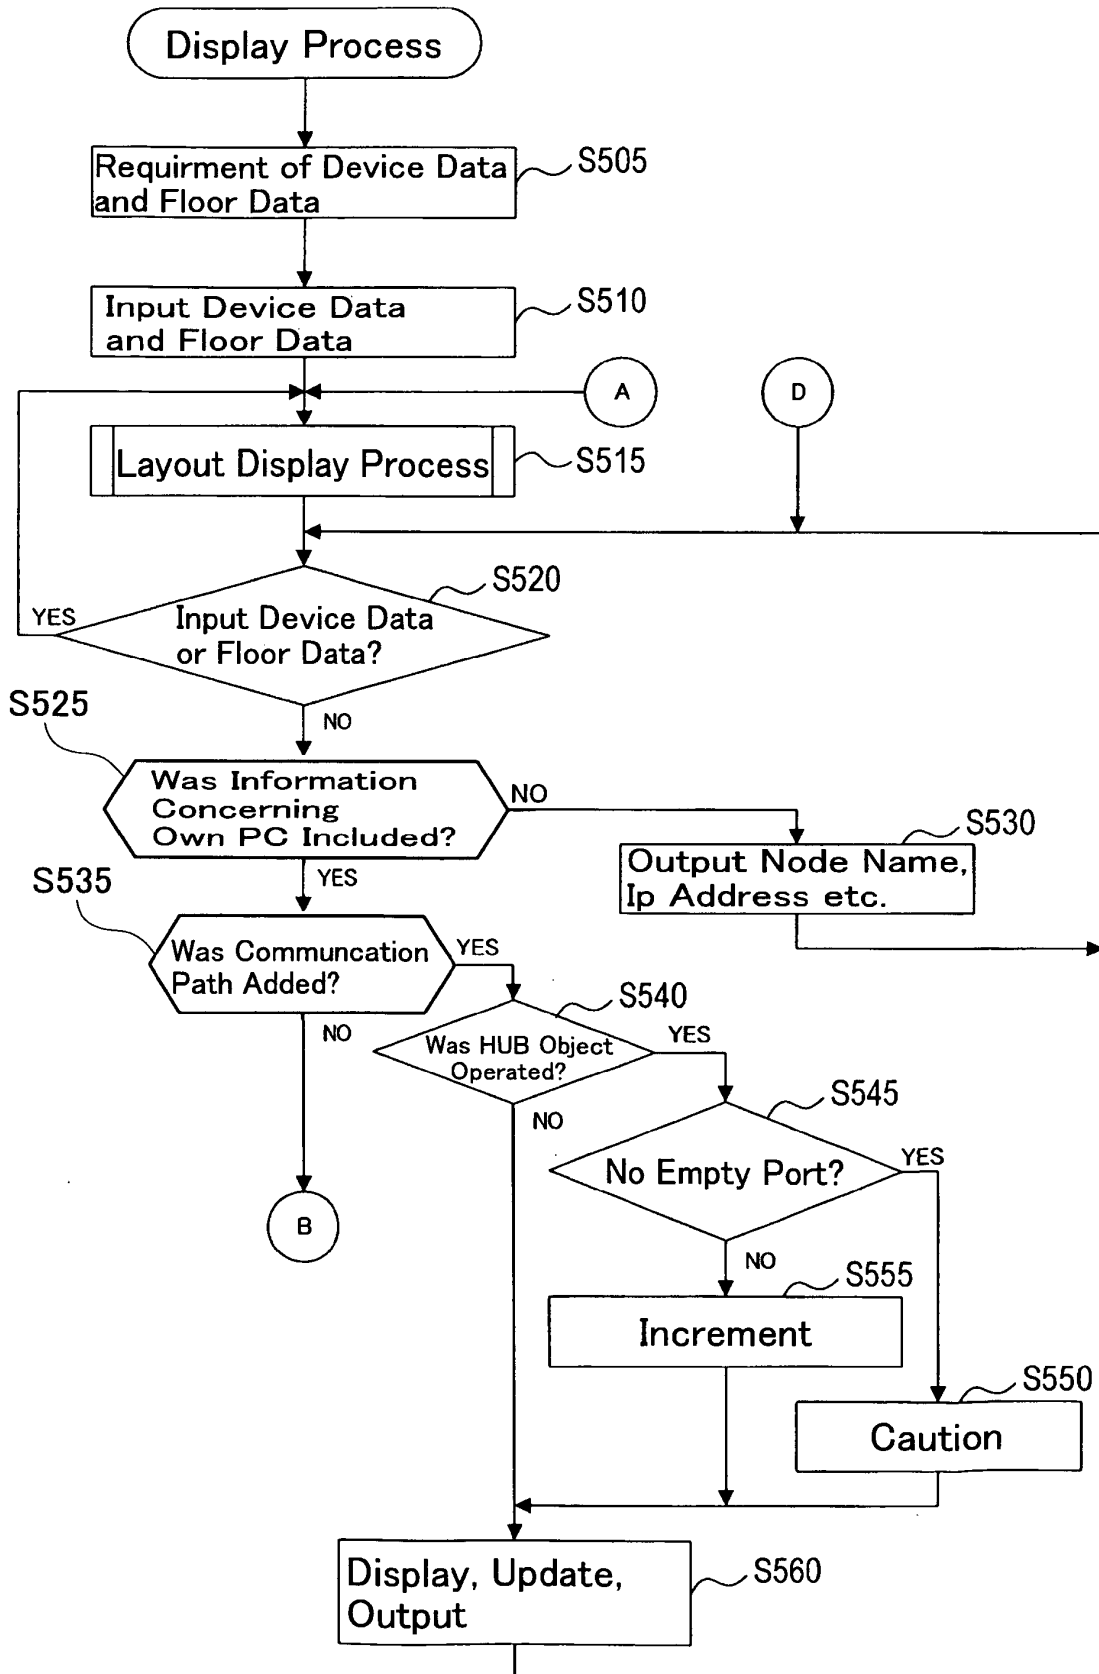 Display Process
Requirment of Device Data
and Floor Data
S505
Input Device Data
and Floor Data
S510
A
D
Layout Display Process
S515
S520
YES
Input Device Data
or Floor Data?
NO
S525
Was Information
Concerning
Own PC Included?
NO
S530
Output Node Name,
Ip Address etc.
YES
S535
Was Communcation
Path Added?
YES
S540
NO
Was HUB Object
Operated?
YES
S545
NO
No Empty Port?
YES
B
NO
S555
Increment
S550
Caution
Display, Update,
Output
S560